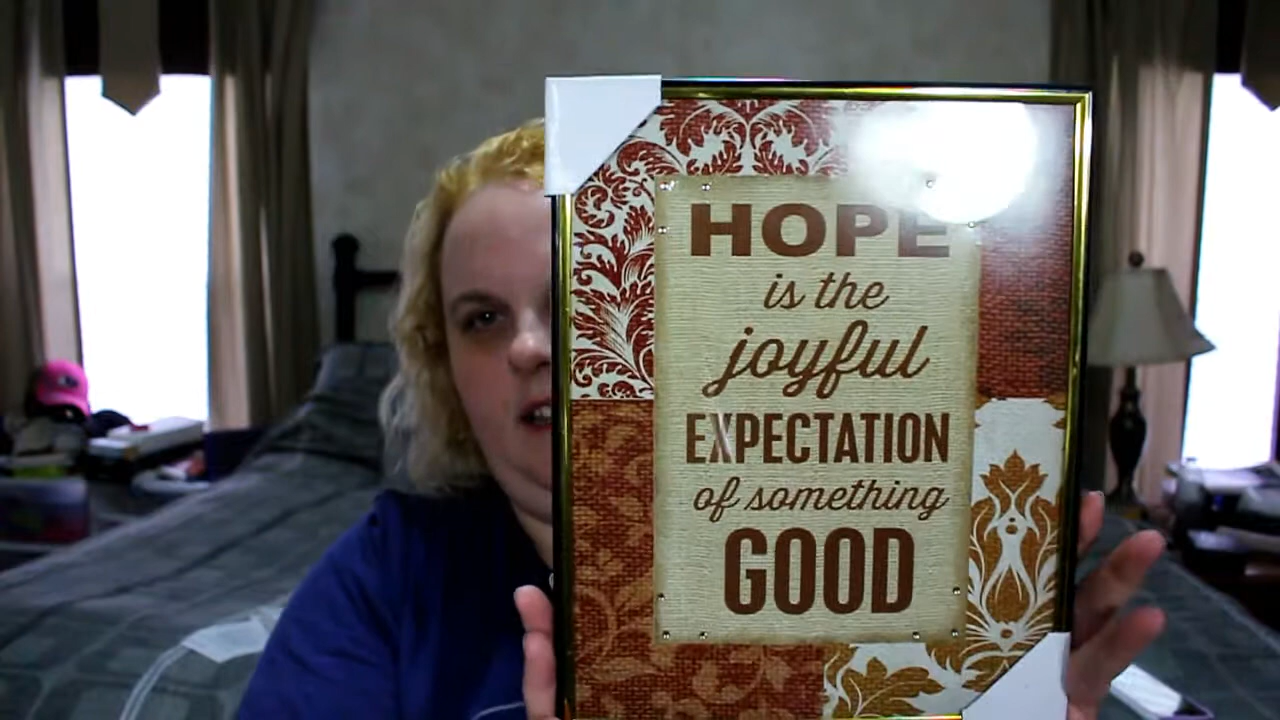 HOPE
is the
joyful
EXPECTATION
of something
GOOD